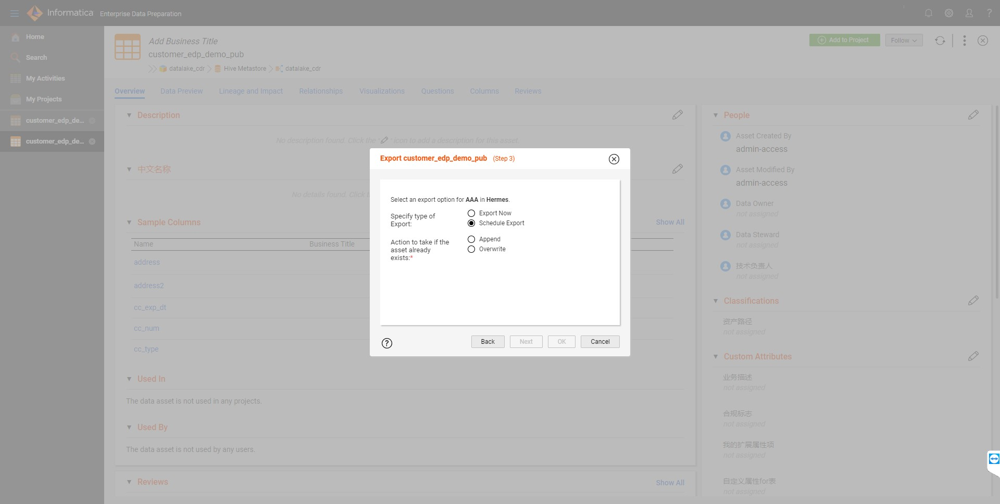 Informatica Enterprise Data Preparation
Home
Search
My Activities
My Projects
customer_edp_de...
customer_edp_de...
Add Business Title
customer_edp_demo_pub
datalake_cdr
Hive Metastore
datalake_cdr
Add to Project
Follow
Overview
Data Preview
Lineage and Impact
Relationships
Visualizations
Questions
Columns
Reviews
Description
No description found. Click the " " icon to add a description for this asset.
中文名称
No details found. Click t
Sample Columns
Show All
Name
Business Title
address
address2
cc_exp_dt
cc_num
cc_type
Used In
The data asset is not used in any projects.
Used By
The data asset is not used by any users.
Reviews
Show All
Export customer_edp_demo_pub (Step 3)
Select an export option for AAA in Hermes.
Specify type of
Export:
Export Now
Schedule Export
Action to take if the
asset already
exists:*
Append
Overwrite
?
Back
Next
OK
Cancel
People
Asset Created By
admin-access
Asset Modified By
admin-access
Data Owner
not assigned
Data Steward
not assigned
技术负责人
not assigned
Classifications
资产路径
not assigned
Custom Attributes
业务描述
not assigned
合规标志
not assigned
我的扩展属性项
not assigned
自定义属性for表
not assigned